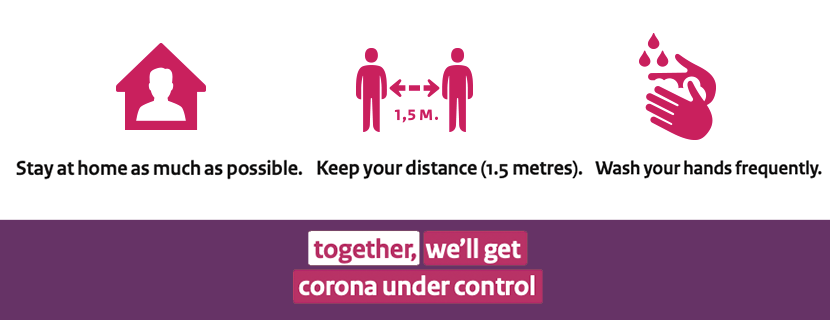 1,5 M.
Stay at home as much as possible. Keep your distance (1.5 metres). Wash your hands frequently.
together, we'll get
corona under control